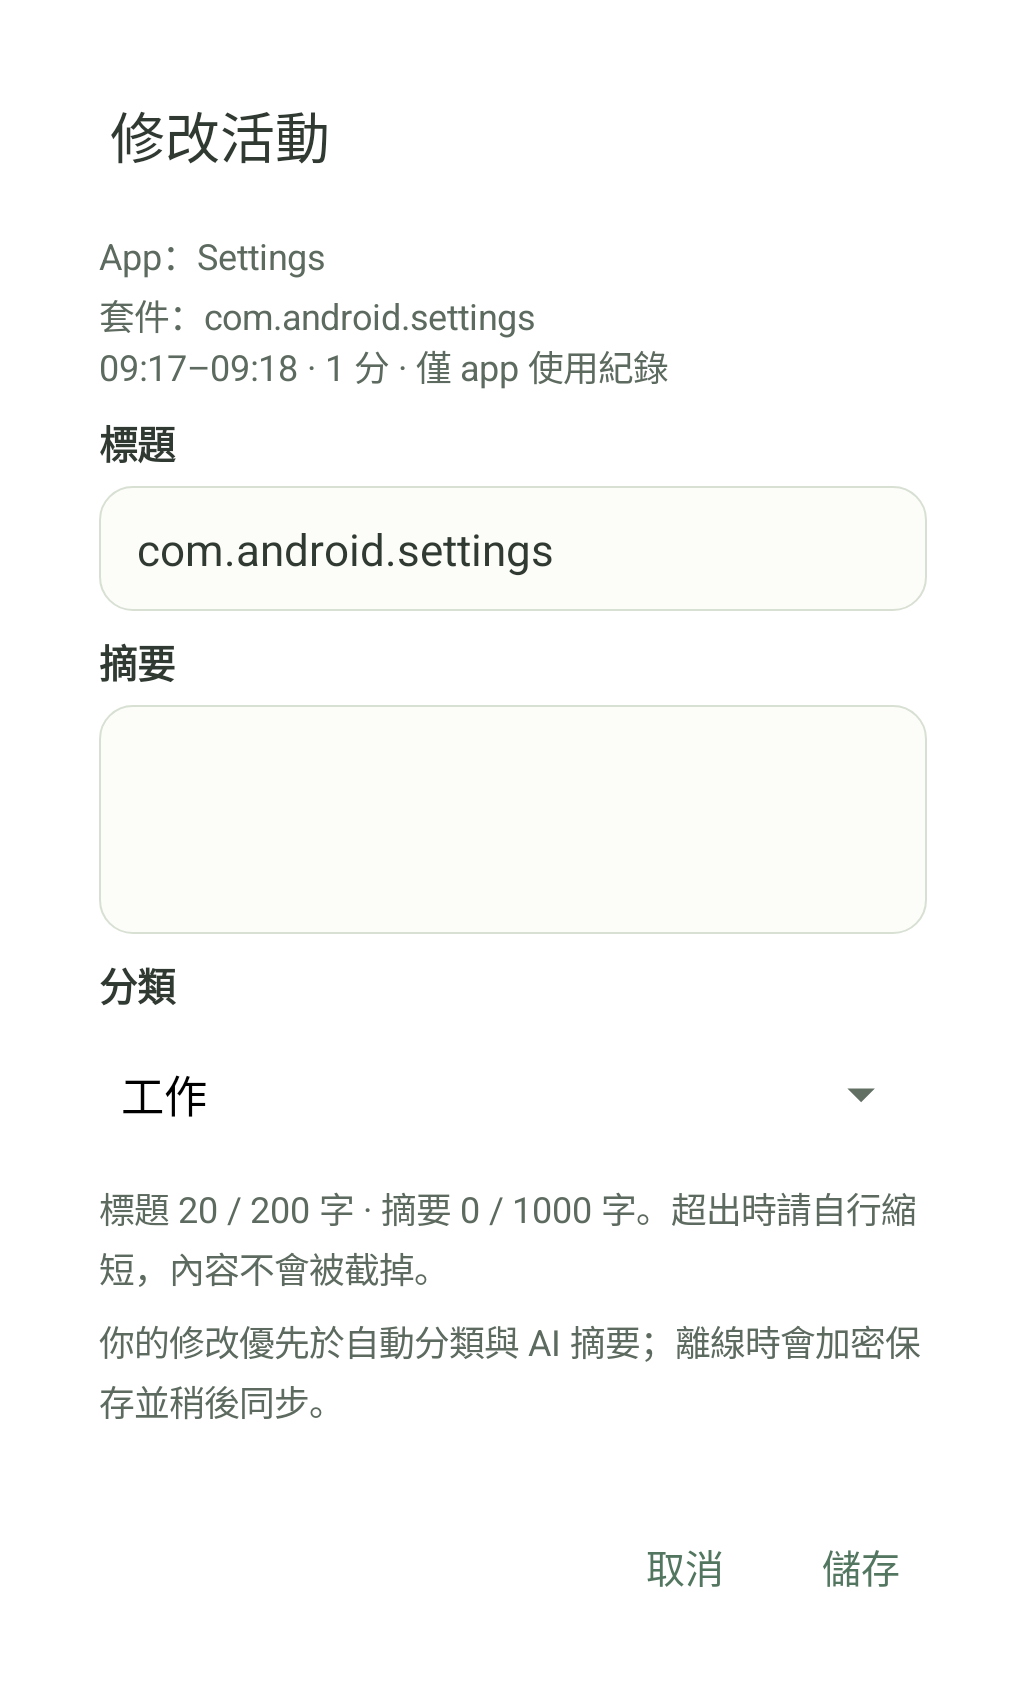 修改活動
App：Settings
套件：com.android.settings
09:17–09:18 · 1 分 · 僅 app 使用紀錄
標題
com.android.settings
摘要
分類
工作
標題 20 / 200 字 · 摘要 0 / 1000 字。超出時請自行縮
短，內容不會被截掉。
你的修改優先於自動分類與 AI 摘要；離線時會加密保
存並稍後同步。
取消
儲存